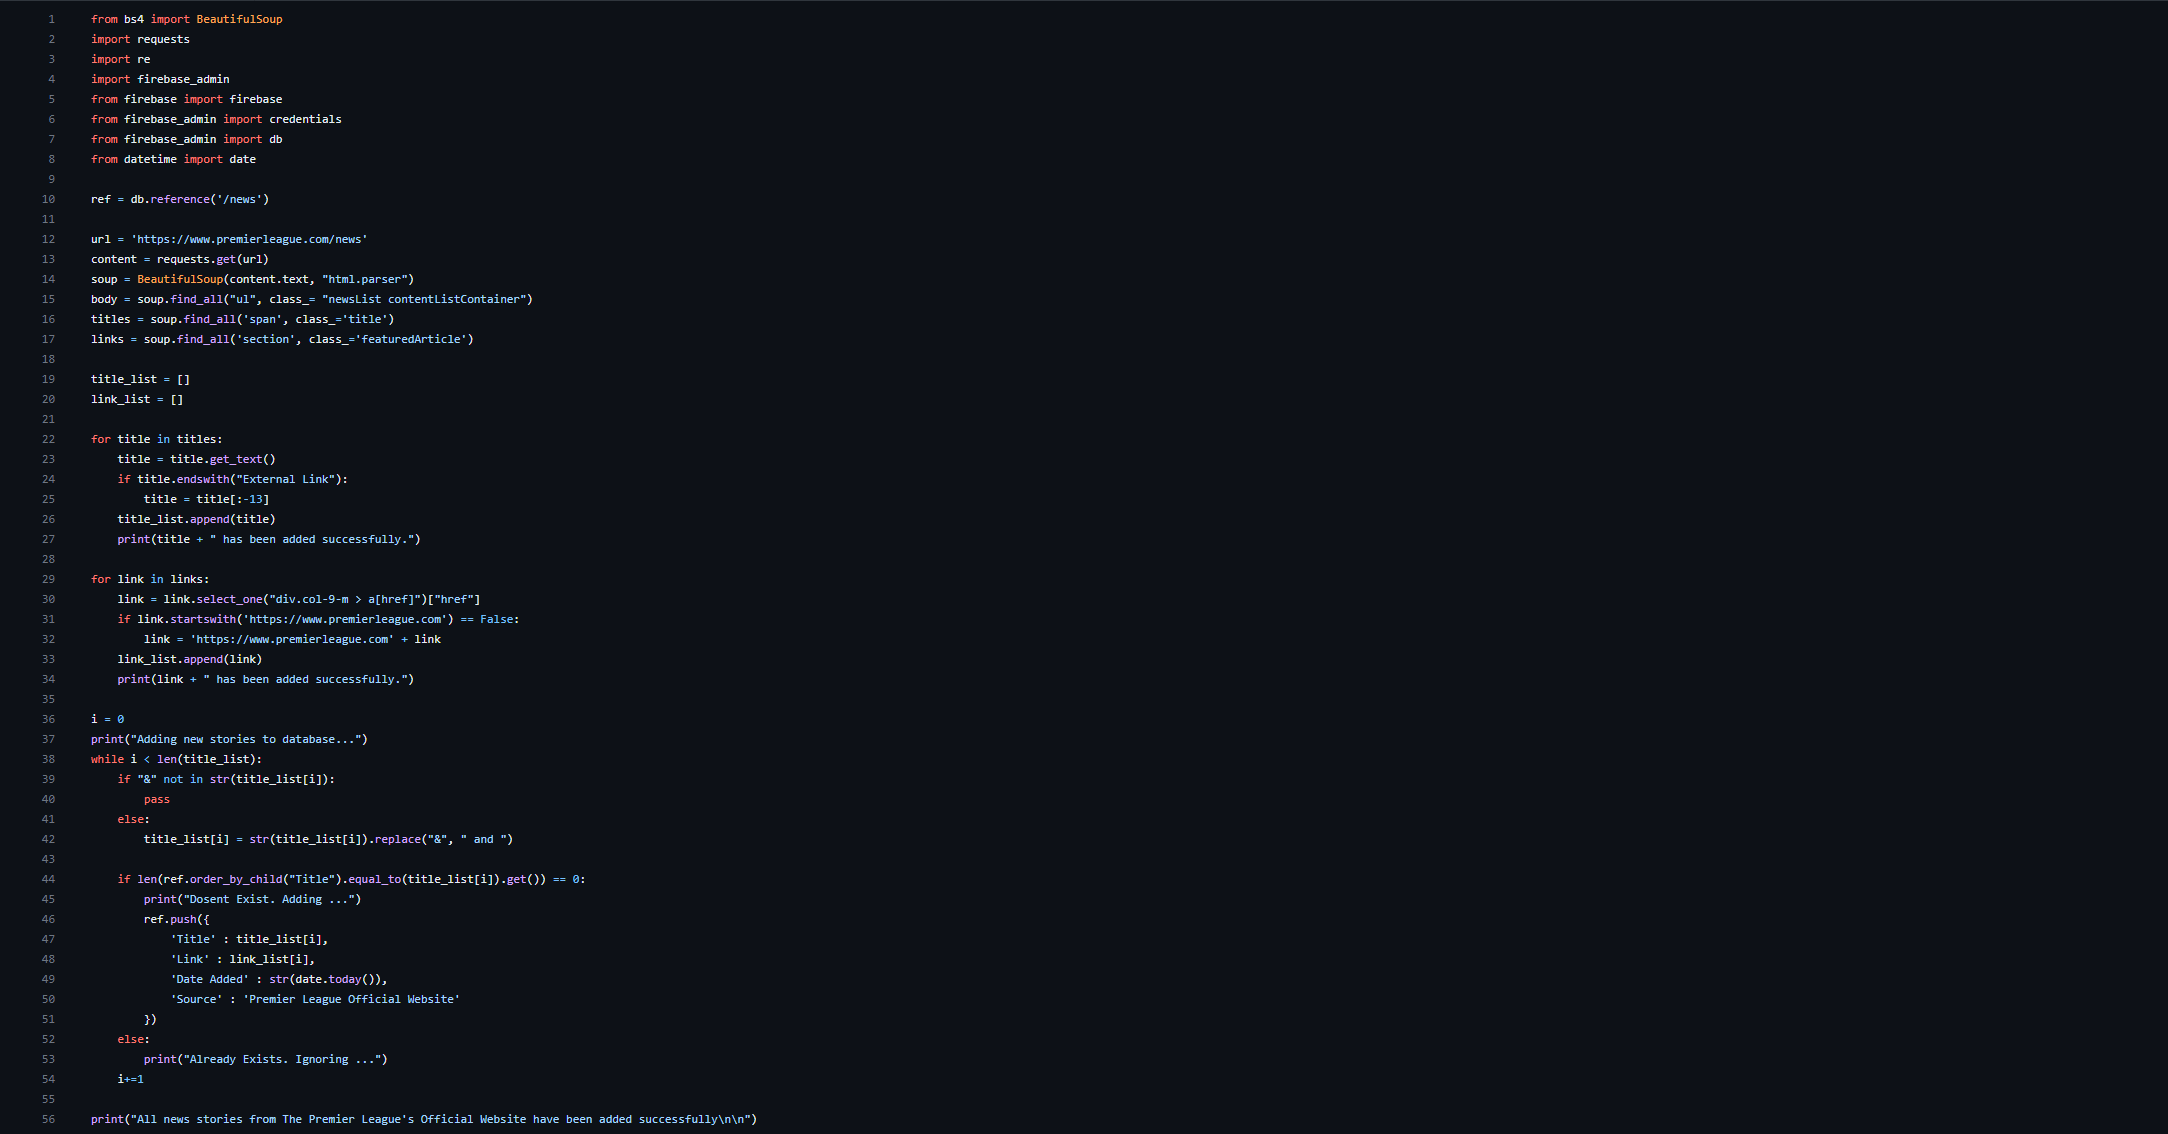 1 from bs4 import BeautifulSoup
2 import requests
3 import re
4 import firebase_admin
5 from firebase import firebase
6 from firebase_admin import credentials
7 from firebase_admin import db
8 from datetime import date
9
10 ref = db.reference('/news')
11
12 url = 'https://www.premierleague.com/news'
13 content = requests.get(url)
14 soup = BeautifulSoup(content.text, "html.parser")
15 body = soup.find_all("ul", class_= "newsList contentListContainer")
16 titles = soup.find_all('span', class_='title')
17 links = soup.find_all('section', class_='featuredArticle')
18
19 title_list = []
20 link_list = []
21
22 for title in titles:
23     title = title.get_text()
24     if title.endswith("External Link"):
25         title = title[:-13]
26     title_list.append(title)
27     print(title + " has been added successfully.")
28
29 for link in links:
30     link = link.select_one("div.col-9-m > a[href]")["href"]
31     if link.startswith('https://www.premierleague.com') == False:
32         link = 'https://www.premierleague.com' + link
33     link_list.append(link)
34     print(link + " has been added successfully.")
35
36 i = 0
37 print("Adding new stories to database...")
38 while i < len(title_list):
39     if "&" not in str(title_list[i]):
40         pass
41     else:
42         title_list[i] = str(title_list[i]).replace("&", " and ")
43
44     if len(ref.order_by_child("Title").equal_to(title_list[i]).get()) == 0:
45         print("Dosent Exist. Adding ...")
46         ref.push({
47             'Title' : title_list[i],
48             'Link' : link_list[i],
49             'Date Added' : str(date.today()),
50             'Source' : 'Premier League Official Website'
51         })
52     else:
53         print("Already Exists. Ignoring ...")
54     i+=1
55
56 print("All news stories from The Premier League's Official Website have been added successfully\n\n")